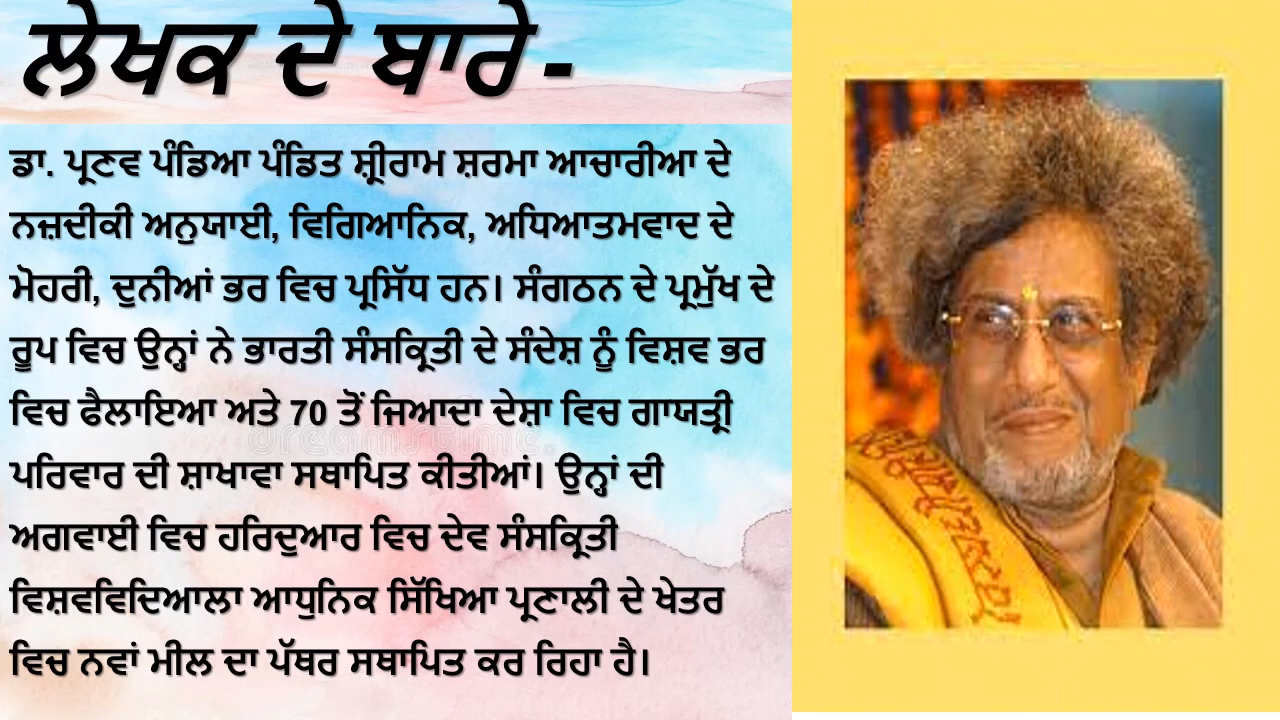 ਲੇਖਕ ਦੇ ਬਾਰੇ -
ਡਾ. ਪ੍ਰਣਵ ਪੰਡਿਆ ਪੰਡਿਤ ਸ਼੍ਰੀਰਾਮ ਸ਼ਰਮਾ ਆਚਾਰੀਆ ਦੇ
ਨਜ਼ਦੀਕੀ ਅਨੁਯਾਈ, ਵਿਗਿਆਨਿਕ, ਅਧਿਆਤਮਵਾਦ ਦੇ
ਮੋਹਰੀ, ਦੁਨੀਆਂ ਭਰ ਵਿਚ ਪ੍ਰਸਿੱਧ ਹਨ। ਸੰਗਠਨ ਦੇ ਪ੍ਰਮੁੱਖ ਦੇ
ਰੂਪ ਵਿਚ ਉਨ੍ਹਾਂ ਨੇ ਭਾਰਤੀ ਸੰਸਕ੍ਰਿਤੀ ਦੇ ਸੰਦੇਸ਼ ਨੂੰ ਵਿਸ਼ਵ ਭਰ
ਵਿਚ ਫੈਲਾਇਆ ਅਤੇ 70 ਤੋਂ ਜਿਆਦਾ ਦੇਸ਼ਾ ਵਿਚ ਗਾਯਤ੍ਰੀ
dreamstime.
ਪਰਿਵਾਰ ਦੀ ਸ਼ਾਖਾਵਾ ਸਥਾਪਿਤ ਕੀਤੀਆਂ। ਉਨ੍ਹਾਂ ਦੀ
ਅਗਵਾਈ ਵਿਚ ਹਰਿਦੁਆਰ ਵਿਚ ਦੇਵ ਸੰਸਕ੍ਰਿਤੀ
ਵਿਸ਼ਵਵਿਦਿਆਲਾ ਆਧੁਨਿਕ ਸਿੱਖਿਆ ਪ੍ਰਣਾਲੀ ਦੇ ਖੇਤਰ
ਵਿਚ ਨਵਾਂ ਮੀਲ ਦਾ ਪੱਥਰ ਸਥਾਪਿਤ ਕਰ ਰਿਹਾ ਹੈ।